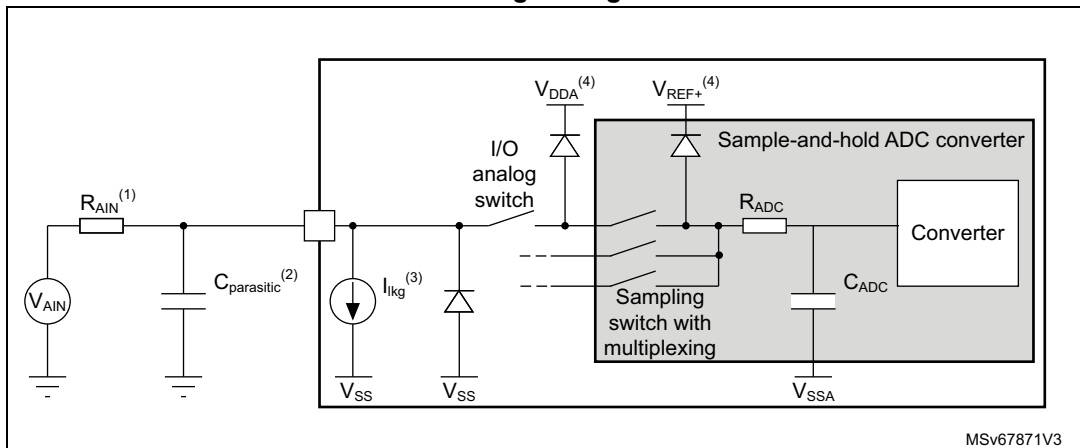 V_DDA(4)
V_REF+(4)
Sample-and-hold ADC converter
I/O
analog
switch
R_AIN(1)
R_ADC
Converter
C_parasitic(2)
I_lkg(3)
C_ADC
V_AIN
Sampling
switch with
multiplexing
V_SS
V_SS
V_SSA
MSv67871V3